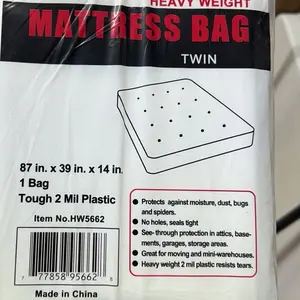 HEAVY WEIGHT
MATTRESS BAG
TWIN
87 in. x 39 in. x 14 in.
1 Bag
Tough 2 Mil Plastic
Item No.HW5662
7 77858 95662 8
Made in China
● Protects against moisture, dust, bugs
and spiders.
● No holes, seals tight
● See-through protection in attics, base-
ments, garages, storage areas.
● Great for moving and mini-warehouses.
● Heavy weight 2 mil plastic resists tears.